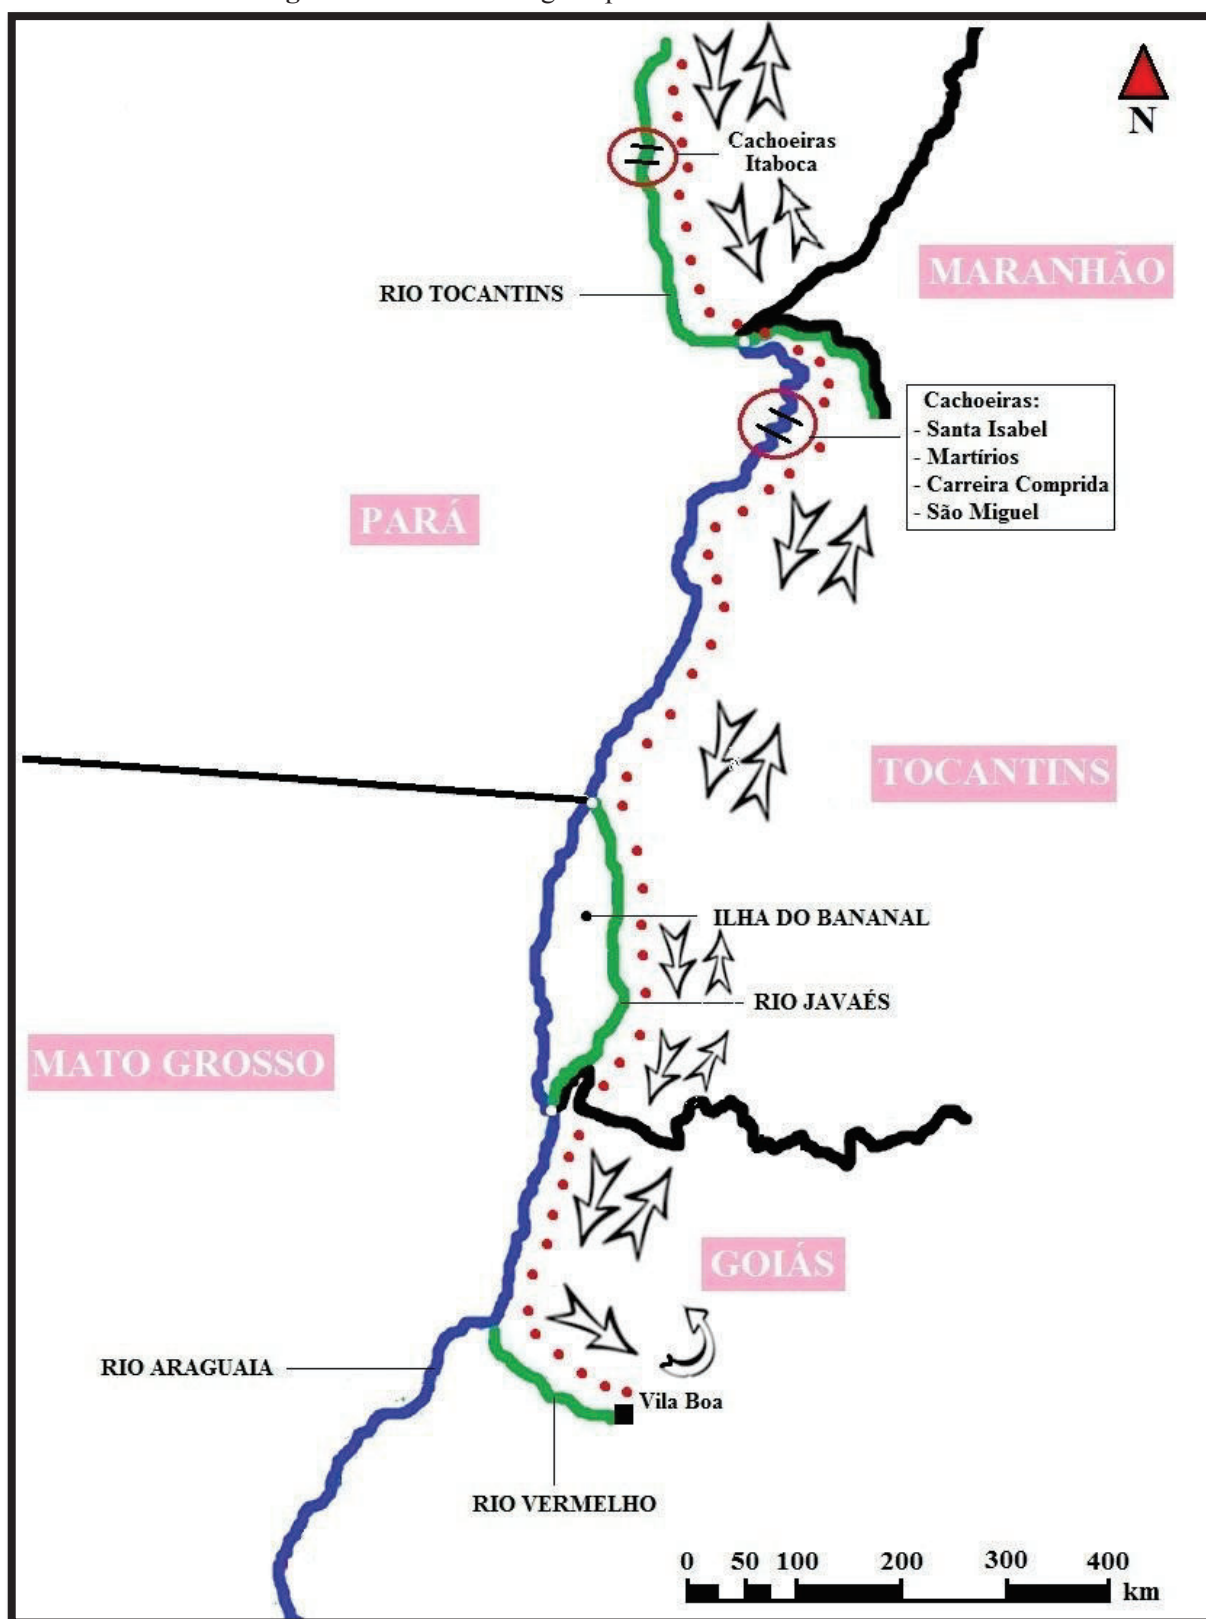 N
Cachoeiras
Itaboca
MARANHÃO
RIO TOCANTINS
Cachoeiras:
- Santa Isabel
- Martírios
- Carreira Comprida
- São Miguel
PARÁ
TOCANTINS
ILHA DO BANANAL
RIO JAVAÉS
MATO GROSSO
GOIÁS
RIO ARAGUAIA
Vila Boa
RIO VERMELHO
0 50 100 200 300 400
km